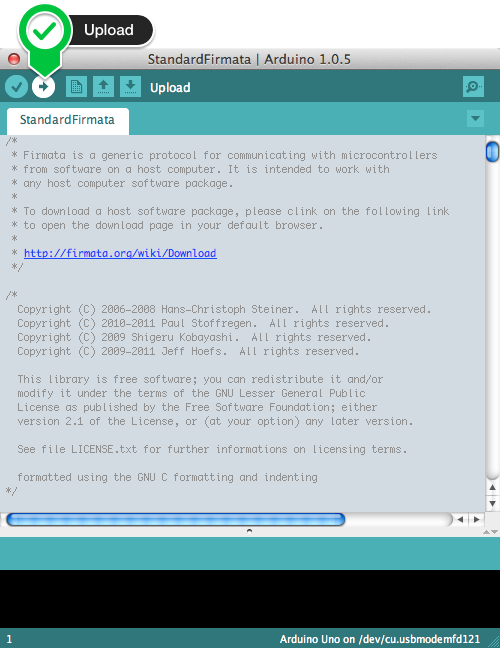 Upload
StandardFirmata | Arduino 1.0.5
Upload
StandardFirmata
/*
* Firmata is a generic protocol for communicating with microcontrollers
* from software on a host computer. It is intended to work with
* any host computer software package.
*
* To download a host software package, please clink on the following link
* to open the download page in your default browser.
*
* http://firmata.org/wiki/Download
*/
/*
Copyright (C) 2006-2008 Hans-Christoph Steiner.  All rights reserved.
Copyright (C) 2010-2011 Paul Stoffregen.  All rights reserved.
Copyright (C) 2009 Shigeru Kobayashi.  All rights reserved.
Copyright (C) 2009-2011 Jeff Hoefs.  All rights reserved.
This library is free software; you can redistribute it and/or
modify it under the terms of the GNU Lesser General Public
License as published by the Free Software Foundation; either
version 2.1 of the License, or (at your option) any later version.
See file LICENSE.txt for further informations on licensing terms.
formatted using the GNU C formatting and indenting
*/
1
Arduino Uno on /dev/cu.usbmodemfd121